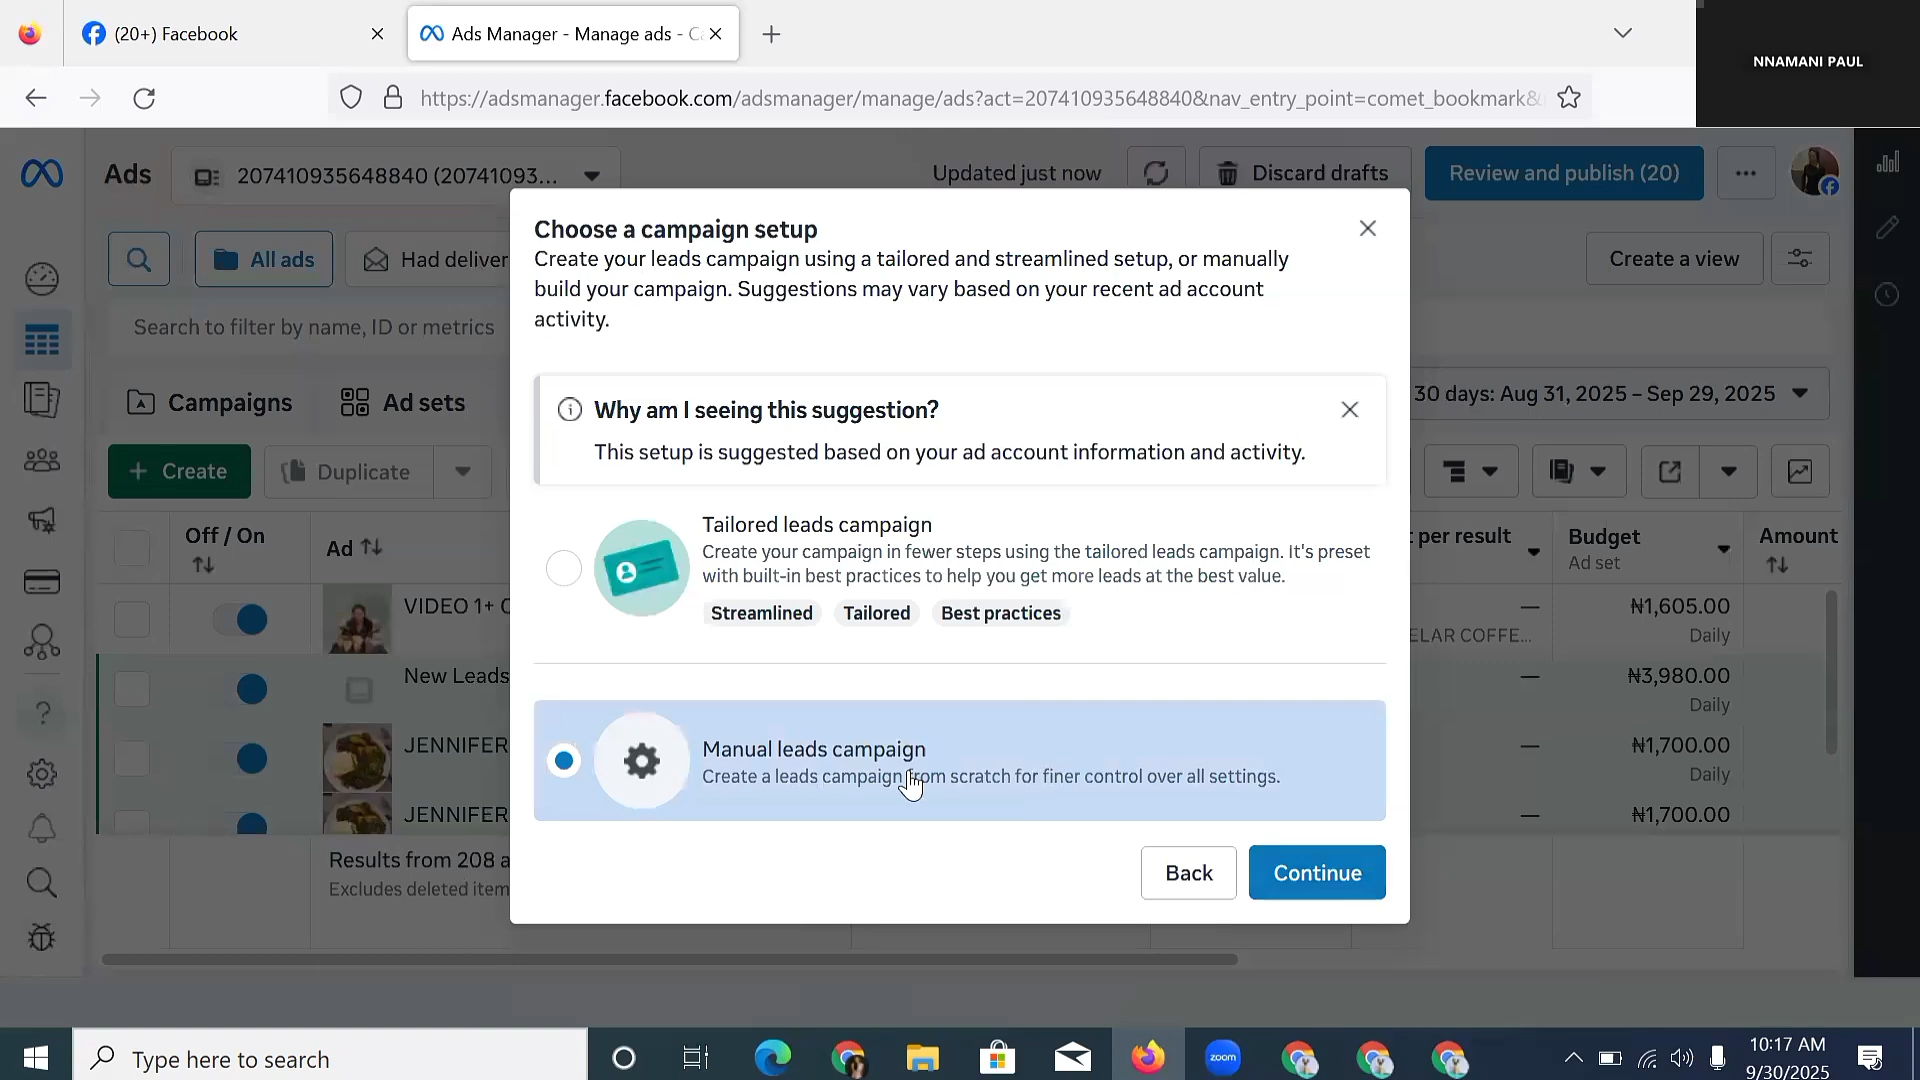 (20+) Facebook
Ads Manager - Manage ads - C
NNAMANI PAUL
https://adsmanager.facebook.com/adsmanager/manage/ads?act=207410935648840&nav_entry_point=comet_bookmark&
Ads
207410935648840 (20741093...
Updated just now
Discard drafts
Review and publish (20)
All ads
Had deliver
Create a view
Search to filter by name, ID or metrics
Campaigns
Ad sets
30 days: Aug 31, 2025 – Sep 29, 2025
+ Create
Duplicate
Off / On
Ad
per result
Budget
Ad set
Amount
VIDEO 1+ C
—
ELAR COFFE...
₦1,605.00
Daily
New Leads
—
₦3,980.00
Daily
JENNIFER
—
₦1,700.00
Daily
JENNIFER
—
₦1,700.00
Results from 208 a
Excludes deleted item
Choose a campaign setup
Create your leads campaign using a tailored and streamlined setup, or manually
build your campaign. Suggestions may vary based on your recent ad account
activity.
Why am I seeing this suggestion?
This setup is suggested based on your ad account information and activity.
Tailored leads campaign
Create your campaign in fewer steps using the tailored leads campaign. It's preset
with built-in best practices to help you get more leads at the best value.
Streamlined
Tailored
Best practices
Manual leads campaign
Create a leads campaign from scratch for finer control over all settings.
Back
Continue
Type here to search
zoom
10:17 AM
9/30/2025